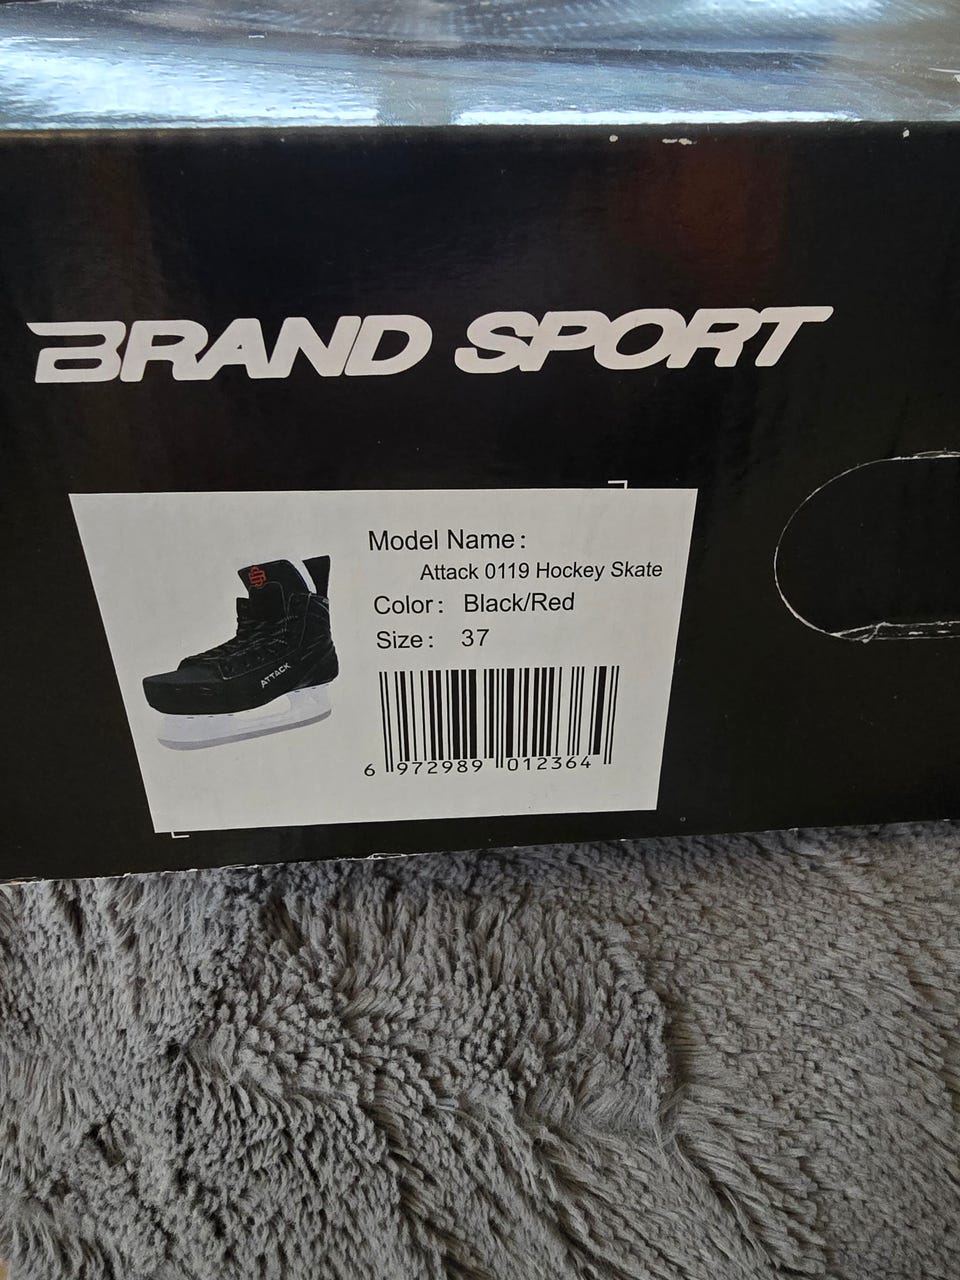 BRAND SPORT
Model Name:
Attack 0119 Hockey Skate
Color: Black/Red
Size: 37
ATTACK
6 972989 012364